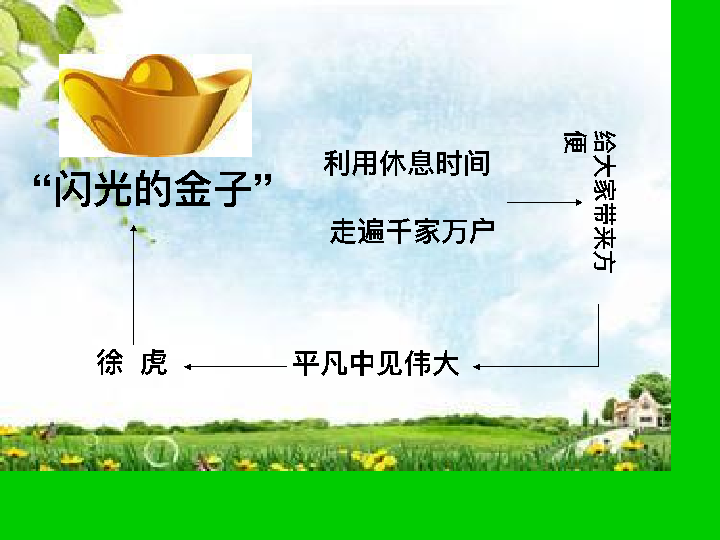 “闪光的金子”
利用休息时间
走遍千家万户
给大家带来方
便
平凡中见伟大
徐 虎